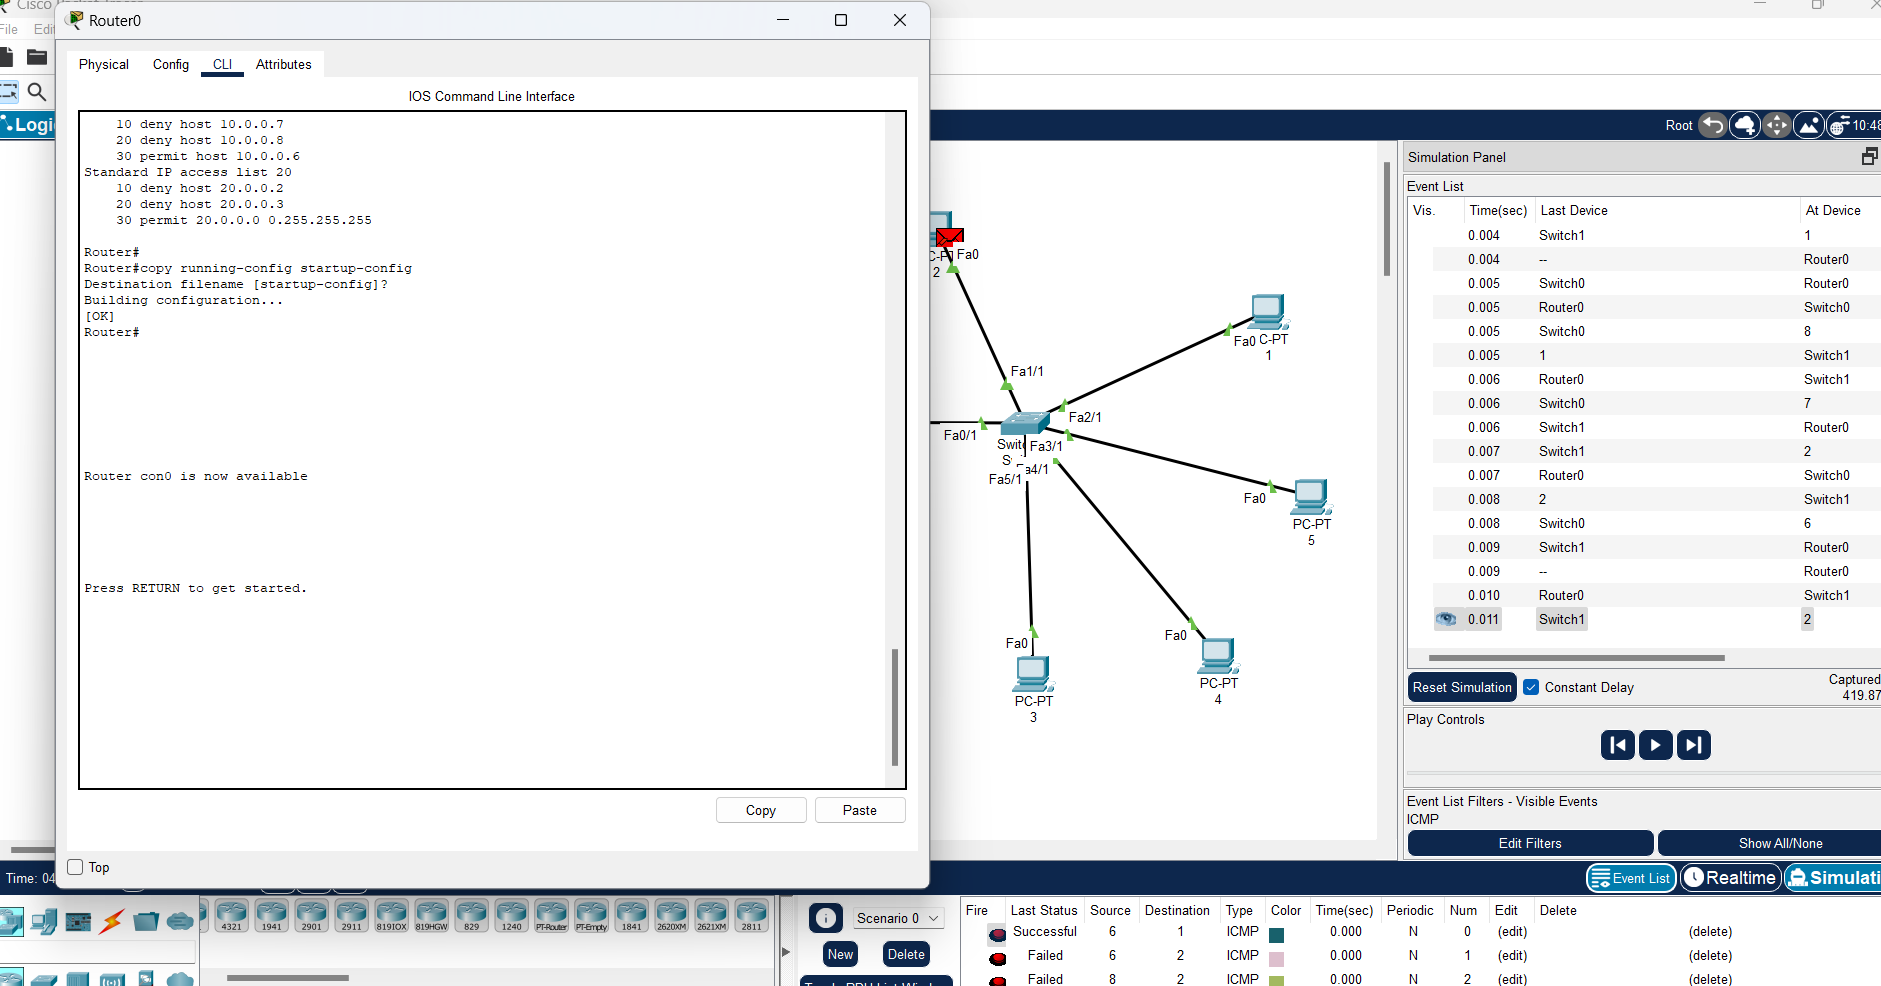 Router0
File
Physical Config CLI Attributes
IOS Command Line Interface
10 deny host 10.0.0.7
20 deny host 10.0.0.8
30 permit host 10.0.0.6
Standard IP access list 20
10 deny host 20.0.0.2
20 deny host 20.0.0.3
30 permit 20.0.0.0 0.255.255.255
Router#
Router#copy running-config startup-config
Destination filename [startup-config]?
Building configuration...
[OK]
Router#
Router con0 is now available
Press RETURN to get started.
Copy Paste
Top
Root
Fa0
2
Fa0
C-PT
1
Fa1/1
Fa2/1
Fa0/1
Fa3/1
a4/1
Fa5/1
Fa0
PC-PT
5
Fa0
PC-PT
3
Fa0
PC-PT
4
Simulation Panel
Event List
Vis. Time(sec) Last Device At Device
0.004 Switch1 1
0.004 -- Router0
0.005 Switch0 Router0
0.005 Router0 Switch0
0.005 Switch0 8
0.005 1 Switch1
0.006 Router0 Switch1
0.006 Switch0 7
0.006 Switch1 Router0
0.007 Switch1 2
0.007 Router0 Switch0
0.008 2 Switch1
0.008 Switch0 6
0.009 Switch1 Router0
0.009 -- Router0
0.010 Router0 Switch1
0.011 Switch1 2
Reset Simulation Constant Delay
Captured
419.87
Play Controls
Event List Filters - Visible Events
ICMP
Edit Filters Show All/None
Time: 04
Event List Realtime Simulati
4321 1941 2901 2911 819IOX 819HGW 829 1240 PT-Router PT-Empty 1841 2620XM 2621XM 2811
Scenario 0
New Delete
Fire Last Status Source Destination Type Color Time(sec) Periodic Num Edit Delete
Successful 6 1 ICMP 0.000 N 0 (edit) (delete)
Failed 6 2 ICMP 0.000 N 1 (edit) (delete)
Failed 8 2 ICMP 0.000 N 2 (edit) (delete)